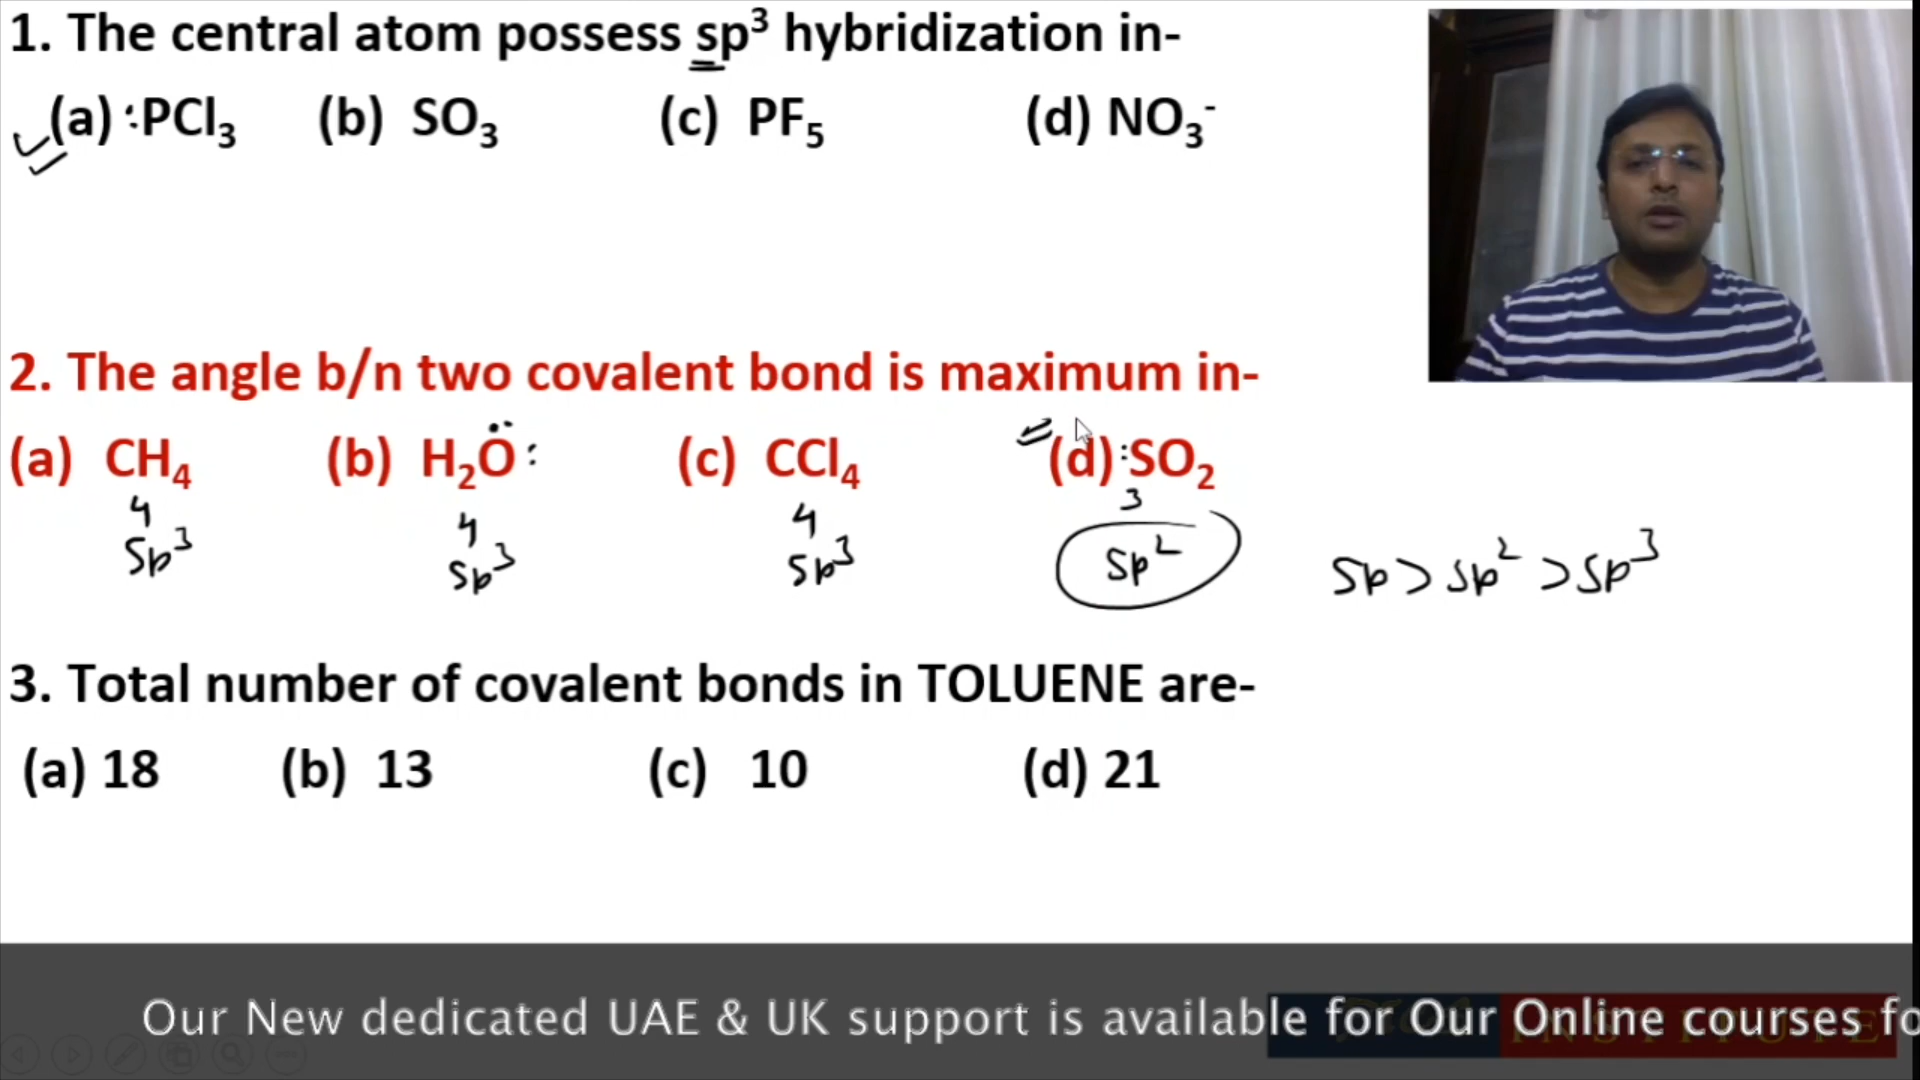 1. The central atom possess sp³ hybridization in-
(a) :PCl₃ (b) SO₃ (c) PF₅ (d) NO₃⁻
2. The angle b/n two covalent bond is maximum in-
(a) CH₄ (b) H₂Ö: (c) CCl₄ (d) :SO₂
4 4 4 3
sp³ sp³ sp³ sp² sp > sp² > sp³
3. Total number of covalent bonds in TOLUENE are-
(a) 18 (b) 13 (c) 10 (d) 21
Our New dedicated UAE & UK support is available for Our Online courses fo
INSTITUTE